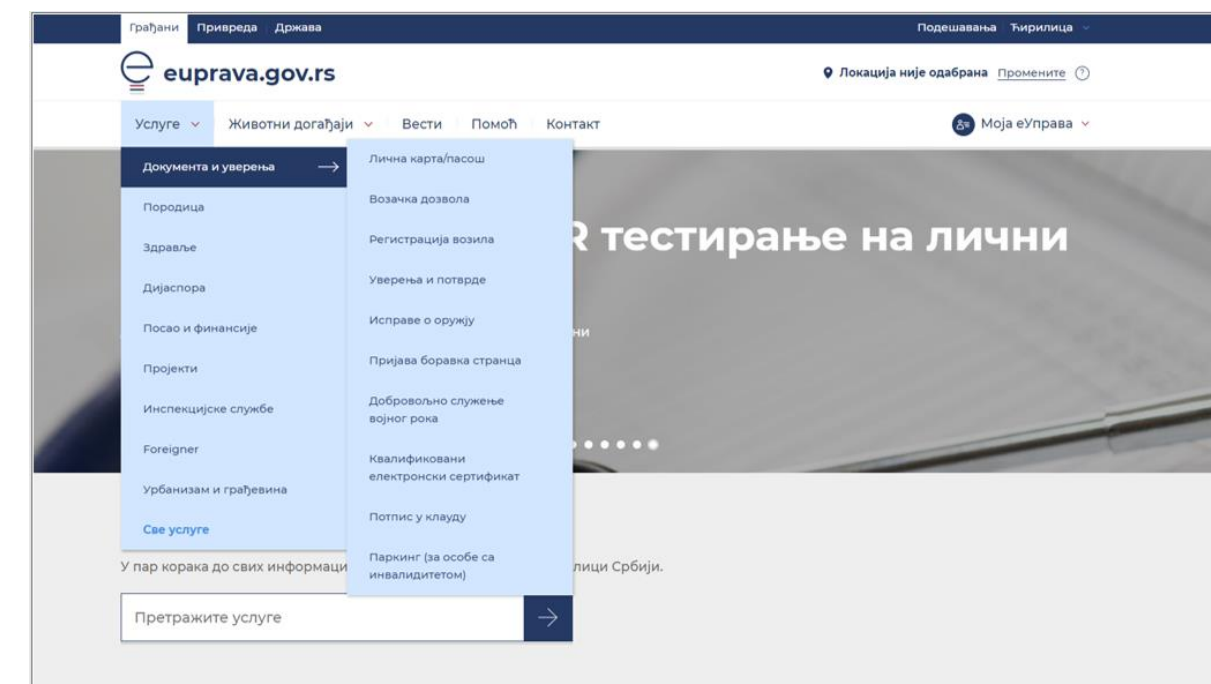 Грађани Привреда Држава Подешавања Ћирилица
euprava.gov.rs Локација није одабрана Промените ?
Услуге Животни догађаји Вести Помоћ Контакт Моја еУправа
Документа и уверења
Породица
Здравље
Дијаспора
Посао и финансије
Пројекти
Инспекцијске службе
Foreigner
Урбанизам и грађевина
Све услуге
Лична карта/пасош
Возачка дозвола
Регистрација возила
Уверења и потврде
Исправе о оружју
Пријава боравка странца
Добровољно служење
војног рока
Квалификовани
електронски сертификат
Потпис у клауду
Паркинг (за особе са
инвалидитетом)
R тестирање на лични
ни
У пар корака до свих информаци лици Србији.
Претражите услуге